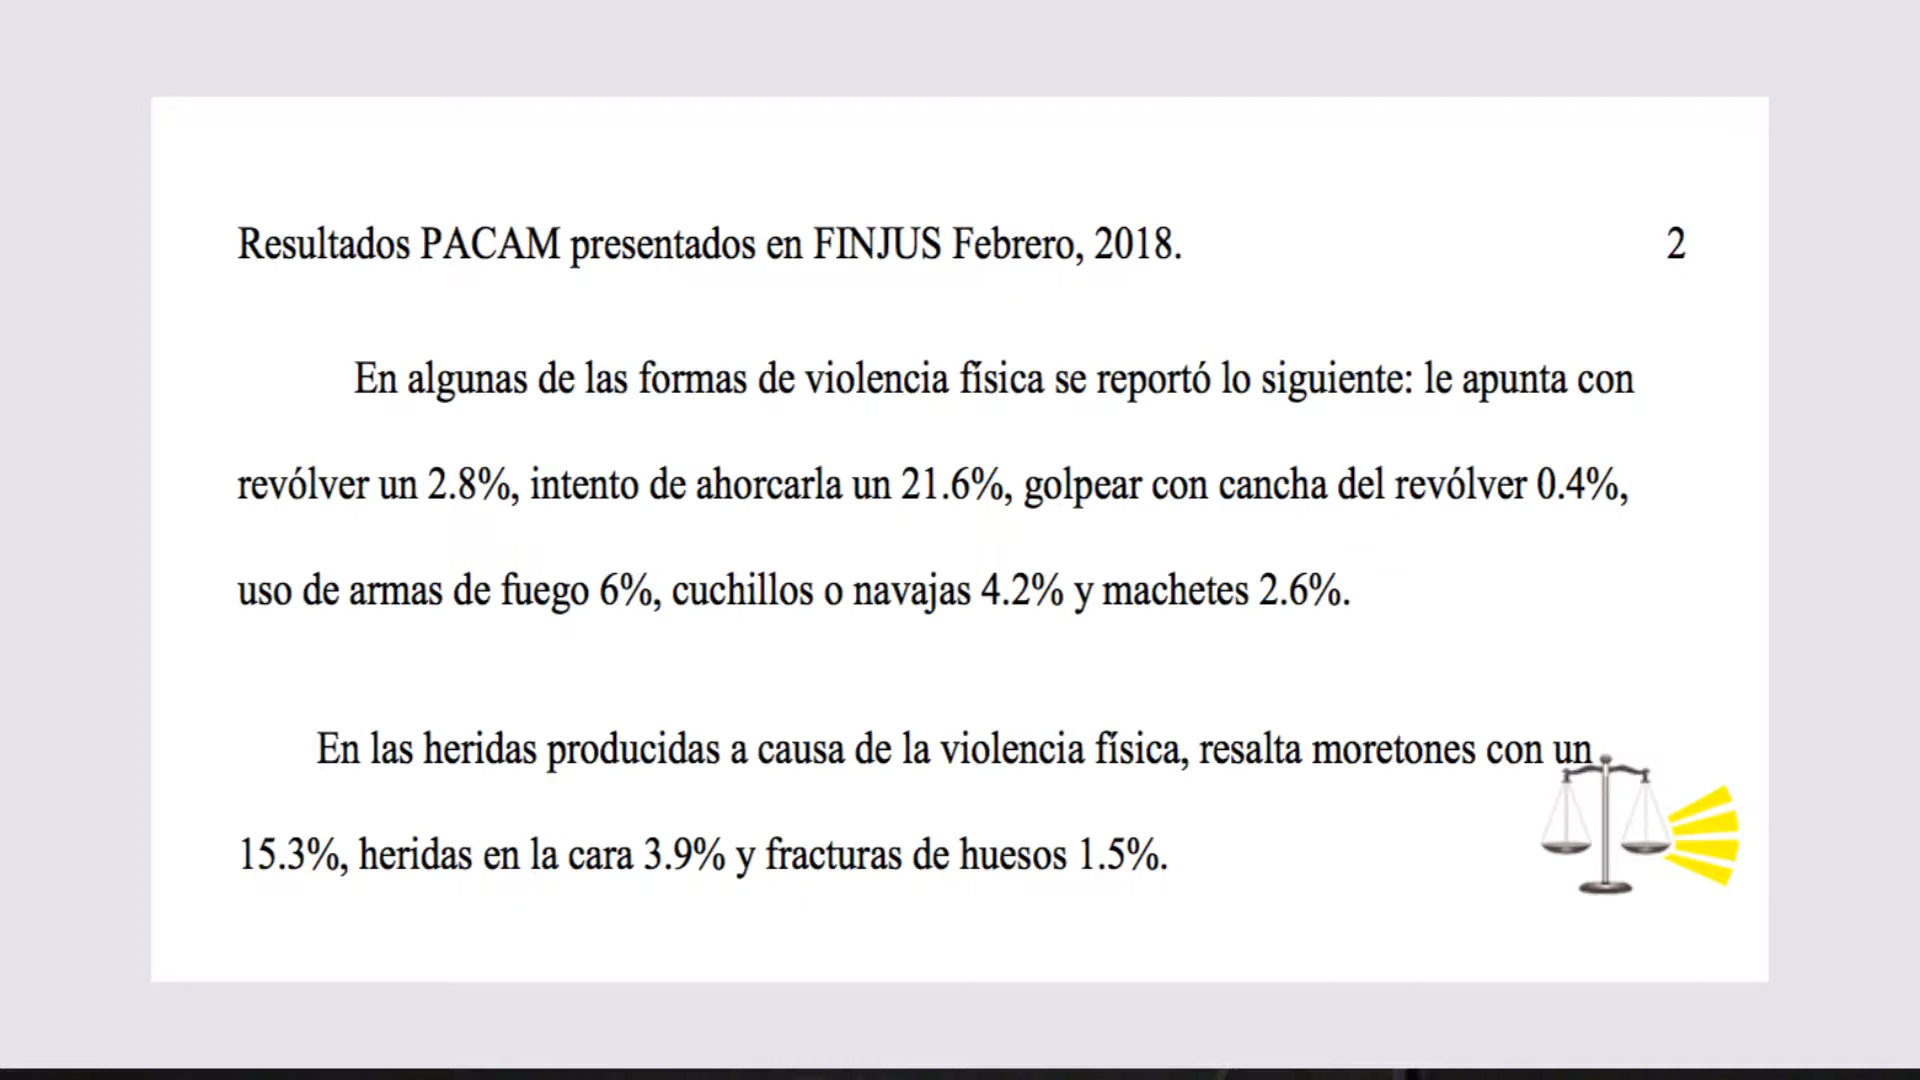 Resultados PACAM presentados en FINJUS Febrero, 2018. 2
En algunas de las formas de violencia física se reportó lo siguiente: le apunta con
revólver un 2.8%, intento de ahorcarla un 21.6%, golpear con cancha del revólver 0.4%,
uso de armas de fuego 6%, cuchillos o navajas 4.2% y machetes 2.6%.
En las heridas producidas a causa de la violencia física, resalta moretones con un
15.3%, heridas en la cara 3.9% y fracturas de huesos 1.5%.